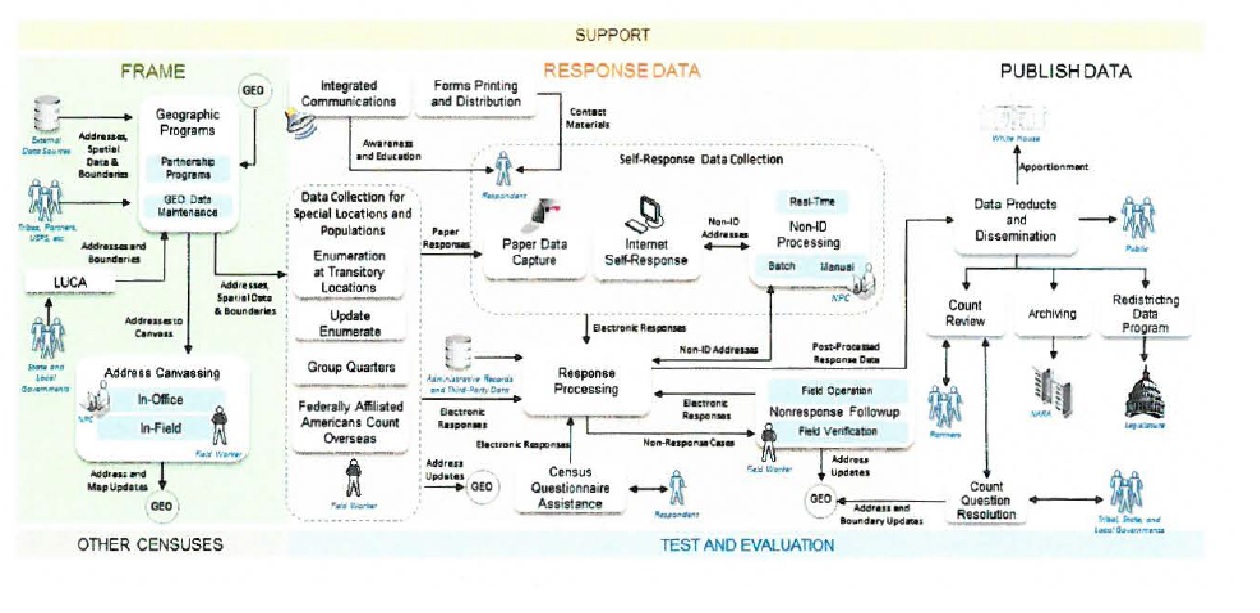 SUPPORT
FRAME
External
Data Sources
Addresses,
Spatial
Data &
Boundaries
Geographic
Programs
Partnership
Programs
GEO Data
Maintenance
GEO
Tribes, Partners,
USPS, etc.
Addresses and
Boundaries
LUCA
State and
Local
Governments
Addresses to
Canvass
Addresses,
Spatial Data
& Boundaries
Address Canvassing
In-Office
In-Field
NPC
Field Worker
Address and
Map Updates
GEO
RESPONSE DATA
Integrated
Communications
Forms Printing
and Distribution
Contact
Materials
Awareness
and Education
Respondent
Self-Response Data Collection
Paper Data
Capture
Internet
Self-Response
Non-ID
Addresses
Real-Time
Non-ID
Processing
Batch
Manual
NPC
Data Collection for
Special Locations and
Populations
Enumeration
at Transitory
Locations
Update
Enumerate
Group Quarters
Federally Affiliated
Americans Count
Overseas
Field Worker
Paper
Responses
Electronic Responses
Non-ID Addresses
Post-Processed
Response Data
Administrative Records
and Third-Party Data
Response
Processing
Electronic
Responses
Electronic Responses
Electronic
Responses
Non-Response Cases
Field Operation
Nonresponse Followup
Field Verification
Field Worker
Address
Updates
GEO
Census
Questionnaire
Assistance
Respondent
Address
Updates
GEO
PUBLISH DATA
White House
Apportionment
Data Products
and
Dissemination
Public
Count
Review
Archiving
Redistricting
Data
Program
Partners
NARA
Legislature
Count
Question
Resolution
Address and
Boundary Updates
Tribal, State, and
Local Governments
OTHER CENSUSES
TEST AND EVALUATION